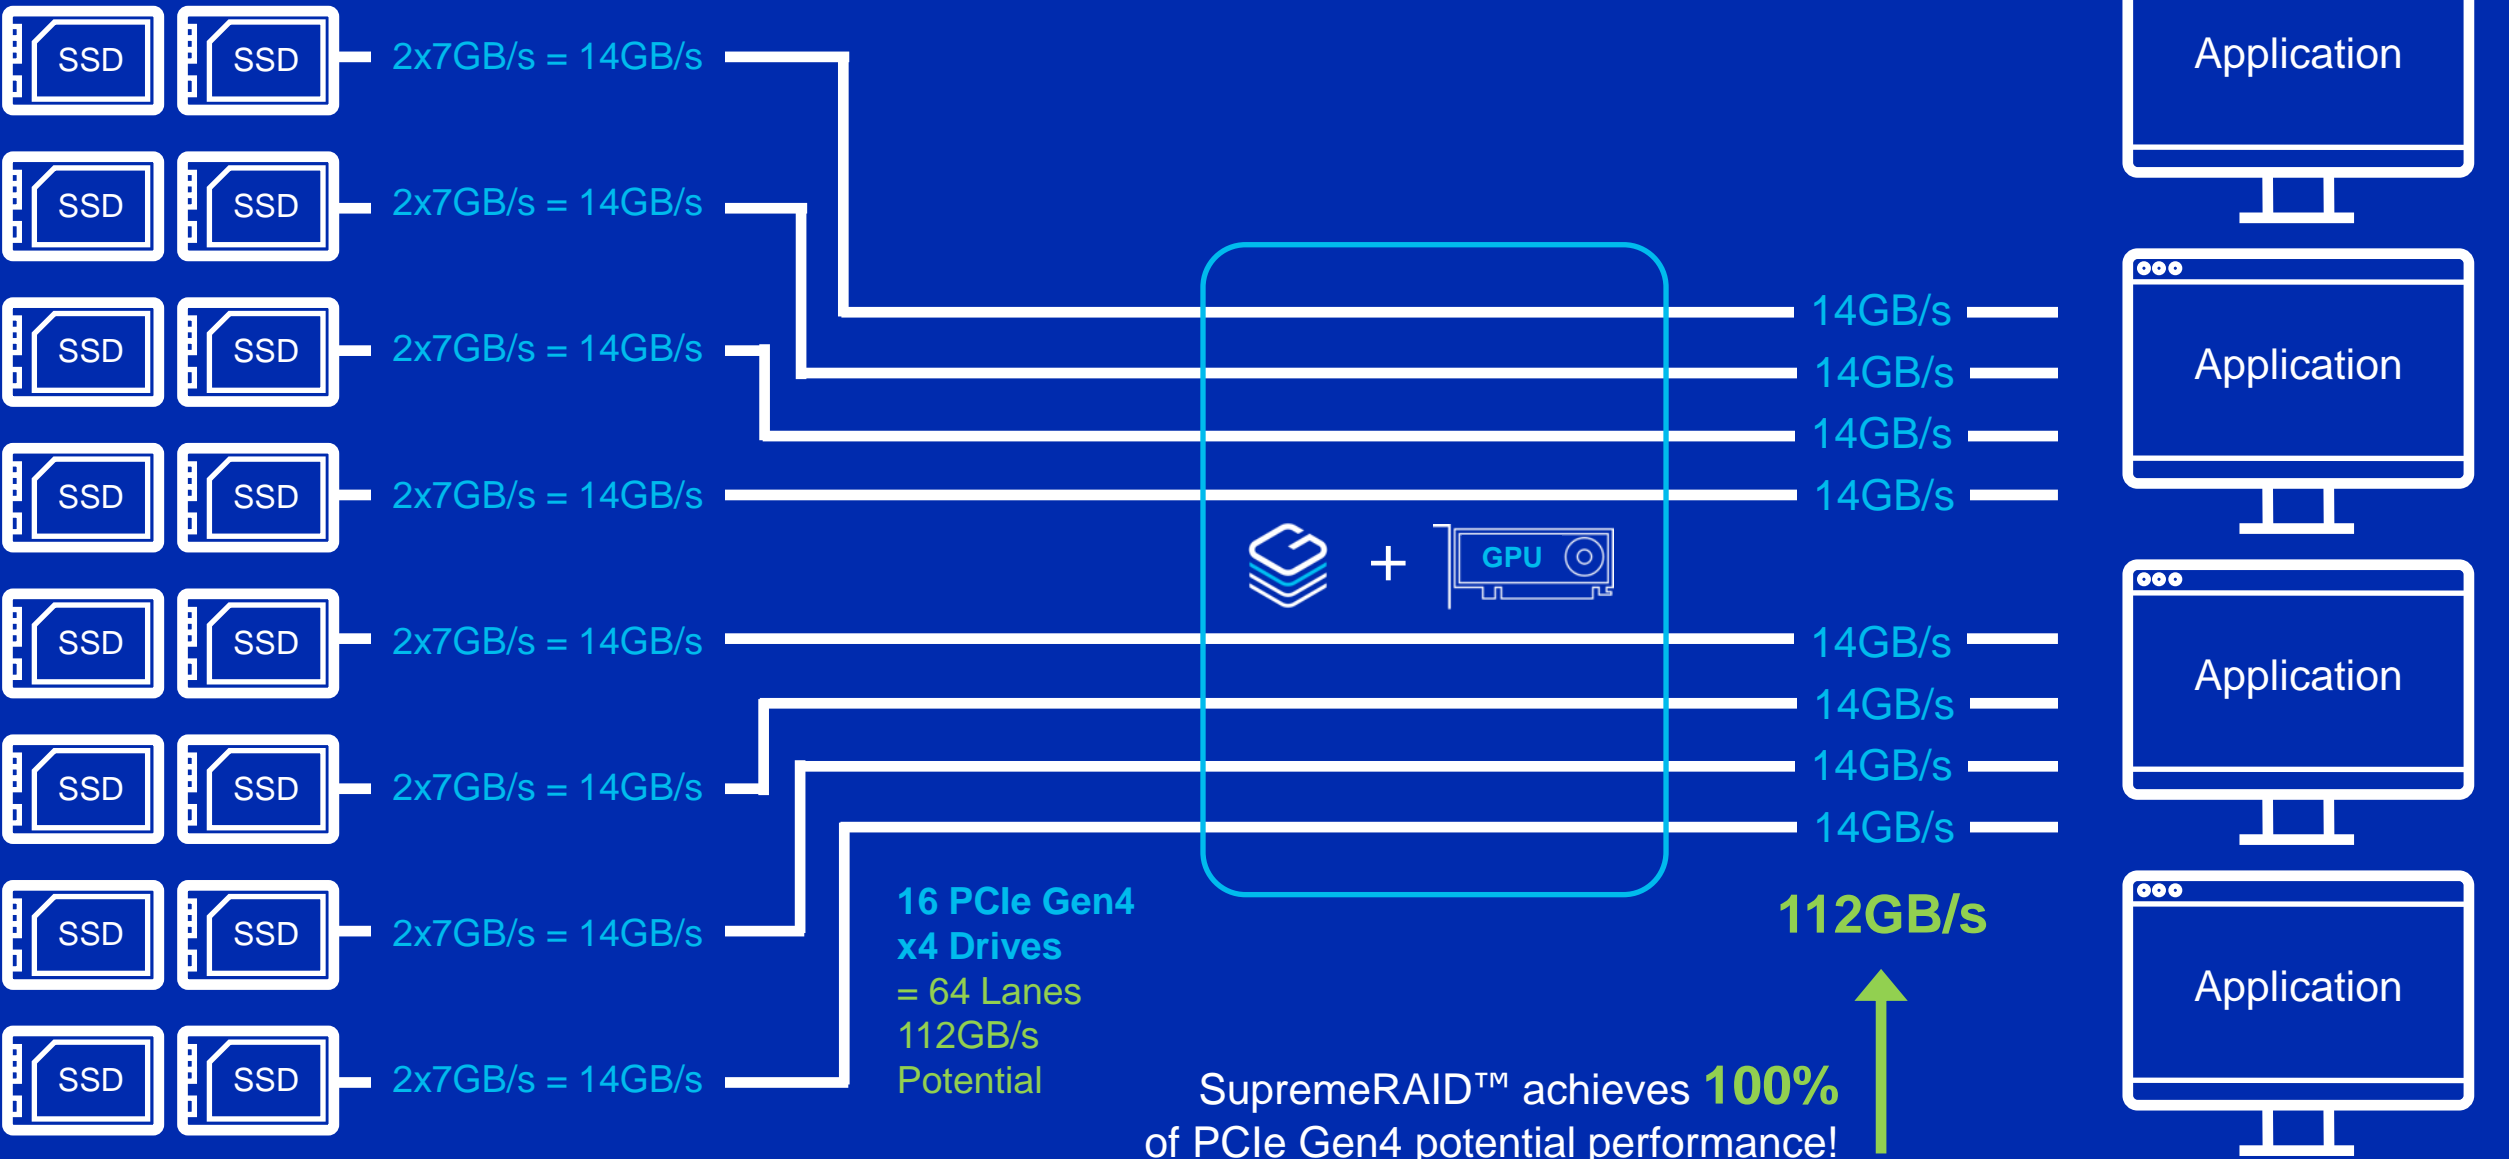 SSD SSD 2x7GB/s = 14GB/s Application
SSD SSD 2x7GB/s = 14GB/s
SSD SSD 2x7GB/s = 14GB/s
14GB/s
14GB/s
14GB/s
14GB/s
Application
SSD SSD 2x7GB/s = 14GB/s
GPU
SSD SSD 2x7GB/s = 14GB/s
14GB/s
14GB/s
14GB/s
14GB/s
Application
SSD SSD 2x7GB/s = 14GB/s
SSD SSD 2x7GB/s = 14GB/s
16 PCIe Gen4
x4 Drives
= 64 Lanes
112GB/s
Potential
112GB/s
Application
SSD SSD 2x7GB/s = 14GB/s
SupremeRAID™ achieves 100%
of PCIe Gen4 potential performance!